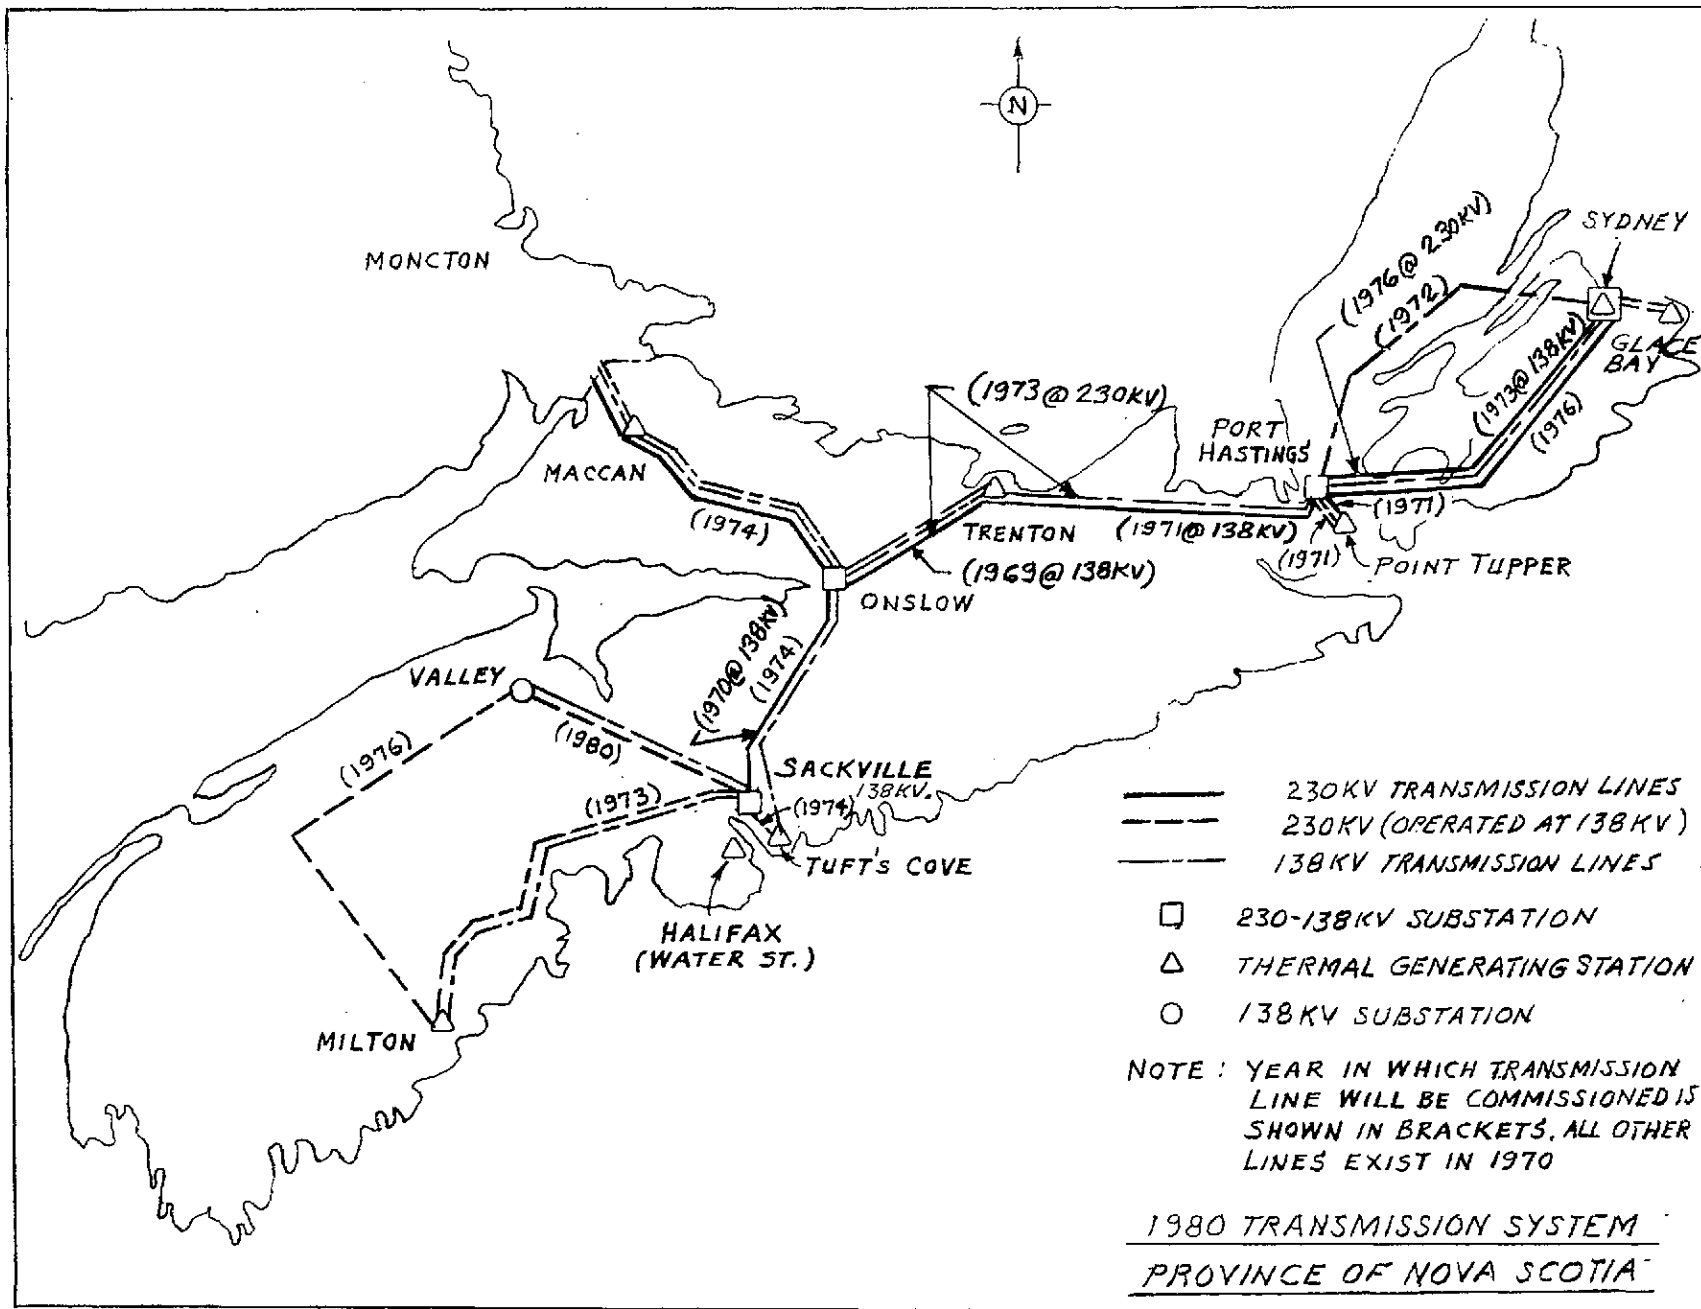 N
MONCTON
SYDNEY
(1976@230KV)
(1972)
GLACE
BAY
(1973@138KV)
(1976)
(1973@230KV)
PORT
HASTINGS
MACCAN
(1974)
TRENTON
(1971@138KV)
(1971)
(1971)
POINT TUPPER
(1969@138KV)
ONSLOW
(1970@138KV)
(1974)
VALLEY
(1980)
(1976)
SACKVILLE
138KV.
(1973)
(1974)
TUFT'S COVE
HALIFAX
(WATER ST.)
MILTON
230KV TRANSMISSION LINES
230KV (OPERATED AT 138KV)
138KV TRANSMISSION LINES
230-138KV SUBSTATION
THERMAL GENERATING STATION
138KV SUBSTATION
NOTE : YEAR IN WHICH TRANSMISSION
LINE WILL BE COMMISSIONED IS
SHOWN IN BRACKETS. ALL OTHER
LINES EXIST IN 1970
1980 TRANSMISSION SYSTEM
PROVINCE OF NOVA SCOTIA